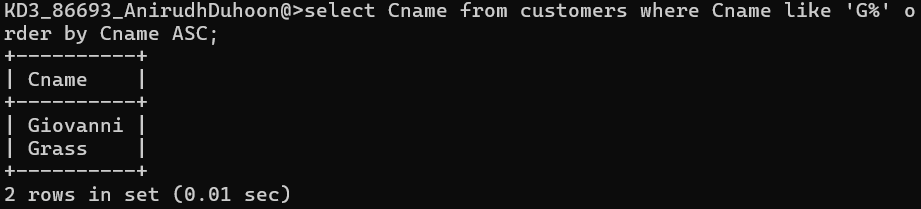 KD3_86693_AnirudhDuhoon@>select Cname from customers where Cname like 'G%' o
rder by Cname ASC;
+----------+
| Cname    |
+----------+
| Giovanni |
| Grass    |
+----------+
2 rows in set (0.01 sec)